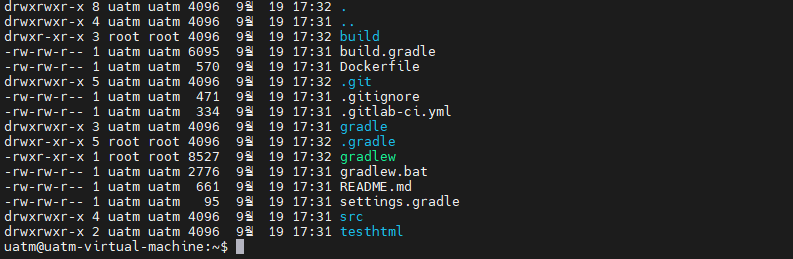 drwxrwxr-x 8 uatm uatm 4096  9월  19 17:32 .
drwxrwxr-x 4 uatm uatm 4096  9월  19 17:31 ..
drwxr-xr-x 3 root root 4096  9월  19 17:32 build
-rw-rw-r-- 1 uatm uatm 6095  9월  19 17:31 build.gradle
-rw-rw-r-- 1 uatm uatm  570  9월  19 17:31 Dockerfile
drwxrwxr-x 5 uatm uatm 4096  9월  19 17:32 .git
-rw-rw-r-- 1 uatm uatm  471  9월  19 17:31 .gitignore
-rw-rw-r-- 1 uatm uatm  334  9월  19 17:31 .gitlab-ci.yml
drwxrwxr-x 3 uatm uatm 4096  9월  19 17:31 gradle
drwxr-xr-x 5 root root 4096  9월  19 17:32 .gradle
-rwxr-xr-x 1 root root 8527  9월  19 17:32 gradlew
-rw-rw-r-- 1 uatm uatm 2776  9월  19 17:31 gradlew.bat
-rw-rw-r-- 1 uatm uatm  661  9월  19 17:31 README.md
-rw-rw-r-- 1 uatm uatm   95  9월  19 17:31 settings.gradle
drwxrwxr-x 4 uatm uatm 4096  9월  19 17:31 src
drwxrwxr-x 2 uatm uatm 4096  9월  19 17:31 testhtml
uatm@uatm-virtual-machine:~$